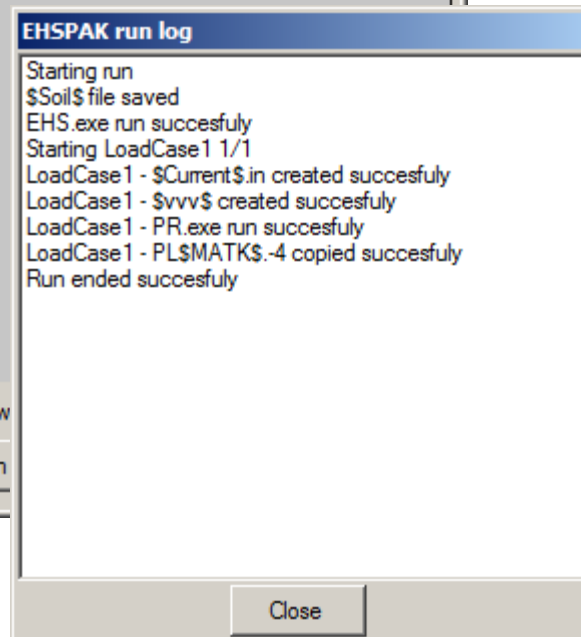 EHSPAK run log
Starting run
$Soil$ file saved
EHS.exe run succesfuly
Starting LoadCase1 1/1
LoadCase1 - $Current$.in created succesfuly
LoadCase1 - $vvv$ created succesfuly
LoadCase1 - PR.exe run succesfuly
LoadCase1 - PL$MATK$.-4 copied succesfuly
Run ended succesfuly
Close